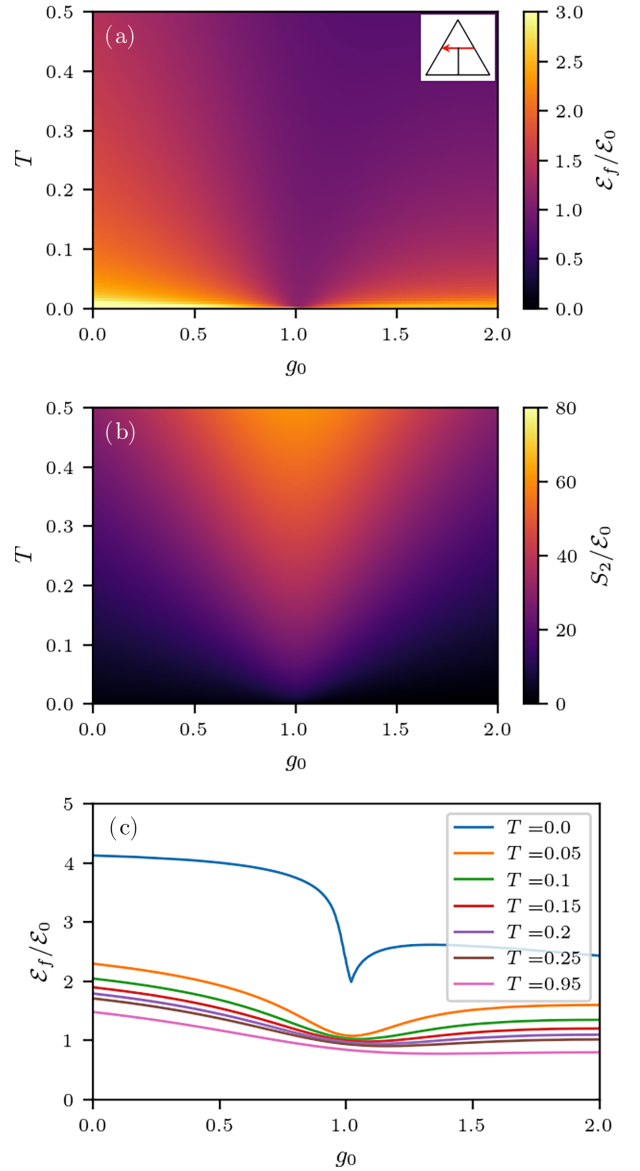 (a)
0.5
0.4
0.3
0.2
0.1
0.0
T
0.0 0.5 1.0 1.5 2.0
g₀
3.0
2.5
2.0
1.5
1.0
0.5
0.0
ℰ_f/ℰ₀
(b)
0.5
0.4
0.3
0.2
0.1
0.0
T
0.0 0.5 1.0 1.5 2.0
g₀
80
60
40
20
0
S₂/ℰ₀
(c)
5
4
3
2
1
0
ℰ_f/ℰ₀
T =0.0
T =0.05
T =0.1
T =0.15
T =0.2
T =0.25
T =0.95
0.0 0.5 1.0 1.5 2.0
g₀